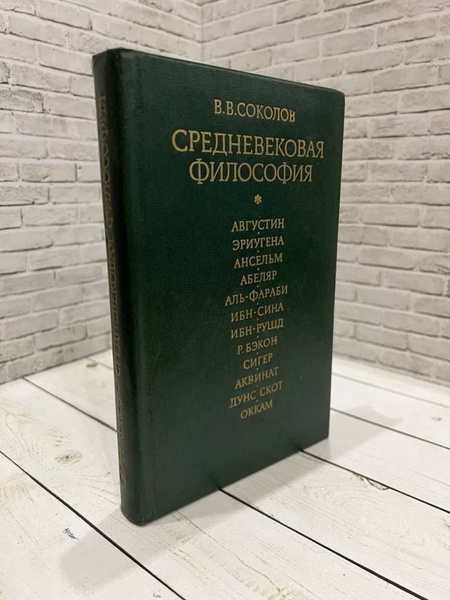 В.В.СОКОЛОВ
СРЕДНЕВЕКОВАЯ
ФИЛОСОФИЯ
АВГУСТИН
ЭРИУГЕНА
АНСЕЛЬМ
АБЕЛЯР
АЛЬ-ФАРАБИ
ИБН-СИНА
ИБН-РУШД
Р. БЭКОН
СИГЕР
АКВИНАТ
ДУНС СКОТ
ОККАМ